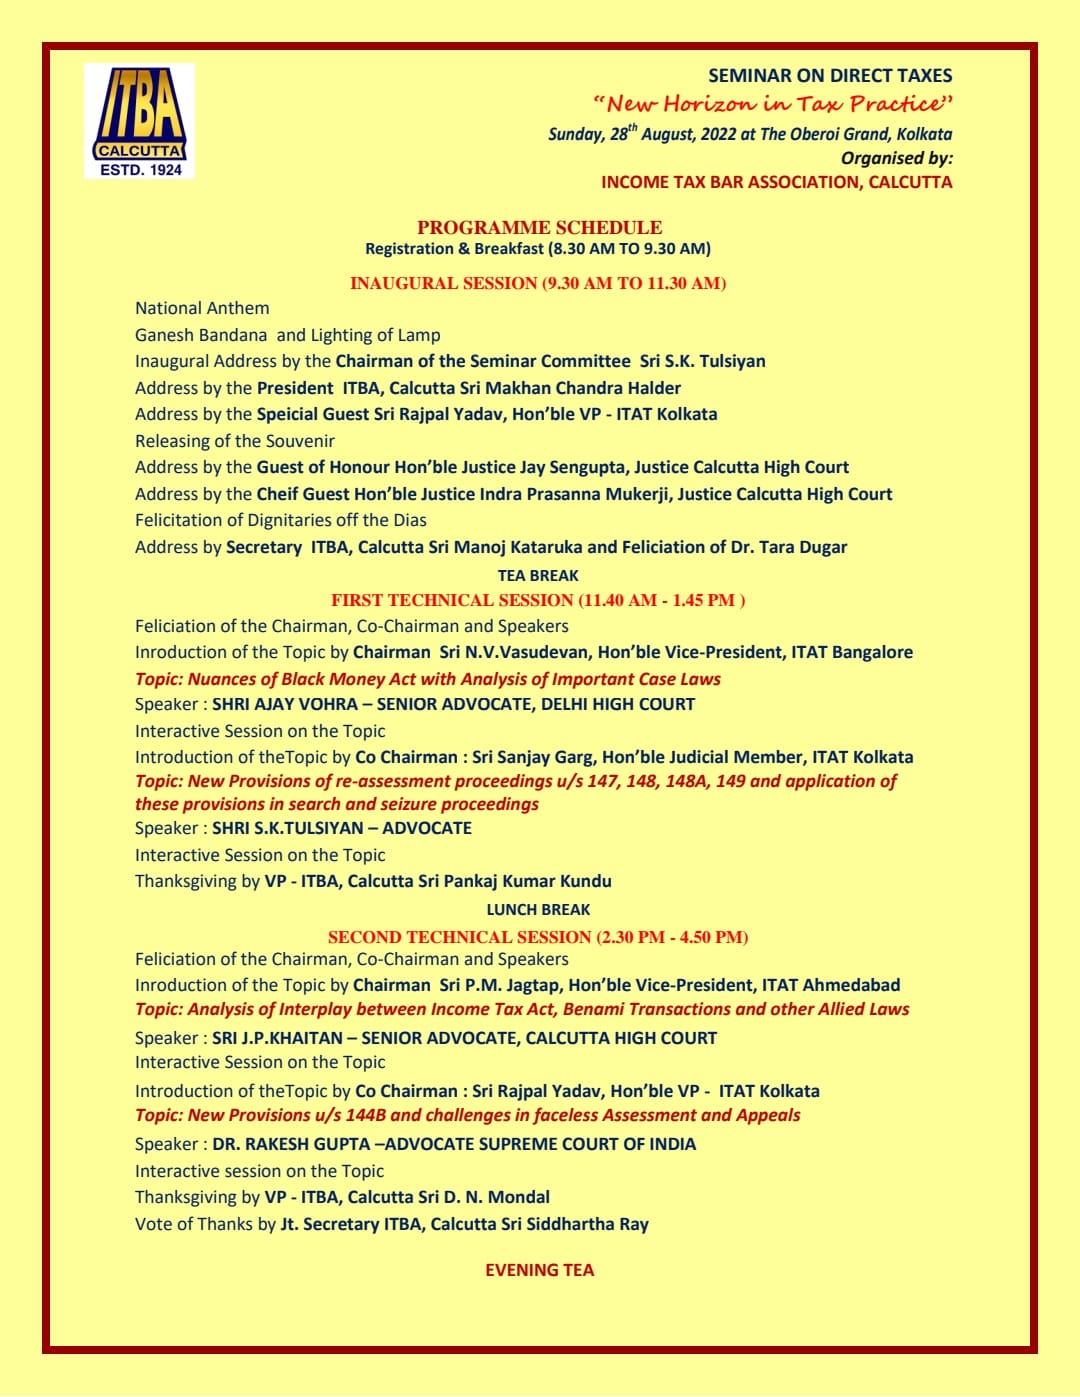 ITBA
CALCUTTA
ESTD. 1924
SEMINAR ON DIRECT TAXES
“New Horizon in Tax Practice”
Sunday, 28th August, 2022 at The Oberoi Grand, Kolkata
Organised by:
INCOME TAX BAR ASSOCIATION, CALCUTTA
PROGRAMME SCHEDULE
Registration & Breakfast (8.30 AM TO 9.30 AM)
INAUGURAL SESSION (9.30 AM TO 11.30 AM)
National Anthem
Ganesh Bandana and Lighting of Lamp
Inaugural Address by the Chairman of the Seminar Committee Sri S.K. Tulsiyan
Address by the President ITBA, Calcutta Sri Makhan Chandra Halder
Address by the Speicial Guest Sri Rajpal Yadav, Hon’ble VP - ITAT Kolkata
Releasing of the Souvenir
Address by the Guest of Honour Hon’ble Justice Jay Sengupta, Justice Calcutta High Court
Address by the Cheif Guest Hon’ble Justice Indra Prasanna Mukerji, Justice Calcutta High Court
Felicitation of Dignitaries off the Dias
Address by Secretary ITBA, Calcutta Sri Manoj Kataruka and Feliciation of Dr. Tara Dugar
TEA BREAK
FIRST TECHNICAL SESSION (11.40 AM - 1.45 PM )
Feliciation of the Chairman, Co-Chairman and Speakers
Inroduction of the Topic by Chairman Sri N.V.Vasudevan, Hon’ble Vice-President, ITAT Bangalore
Topic: Nuances of Black Money Act with Analysis of Important Case Laws
Speaker : SHRI AJAY VOHRA – SENIOR ADVOCATE, DELHI HIGH COURT
Interactive Session on the Topic
Introduction of theTopic by Co Chairman : Sri Sanjay Garg, Hon’ble Judicial Member, ITAT Kolkata
Topic: New Provisions of re-assessment proceedings u/s 147, 148, 148A, 149 and application of
these provisions in search and seizure proceedings
Speaker : SHRI S.K.TULSIYAN – ADVOCATE
Interactive Session on the Topic
Thanksgiving by VP - ITBA, Calcutta Sri Pankaj Kumar Kundu
LUNCH BREAK
SECOND TECHNICAL SESSION (2.30 PM - 4.50 PM)
Feliciation of the Chairman, Co-Chairman and Speakers
Inroduction of the Topic by Chairman Sri P.M. Jagtap, Hon’ble Vice-President, ITAT Ahmedabad
Topic: Analysis of Interplay between Income Tax Act, Benami Transactions and other Allied Laws
Speaker : SRI J.P.KHAITAN – SENIOR ADVOCATE, CALCUTTA HIGH COURT
Interactive Session on the Topic
Introduction of theTopic by Co Chairman : Sri Rajpal Yadav, Hon’ble VP - ITAT Kolkata
Topic: New Provisions u/s 144B and challenges in faceless Assessment and Appeals
Speaker : DR. RAKESH GUPTA –ADVOCATE SUPREME COURT OF INDIA
Interactive session on the Topic
Thanksgiving by VP - ITBA, Calcutta Sri D. N. Mondal
Vote of Thanks by Jt. Secretary ITBA, Calcutta Sri Siddhartha Ray
EVENING TEA